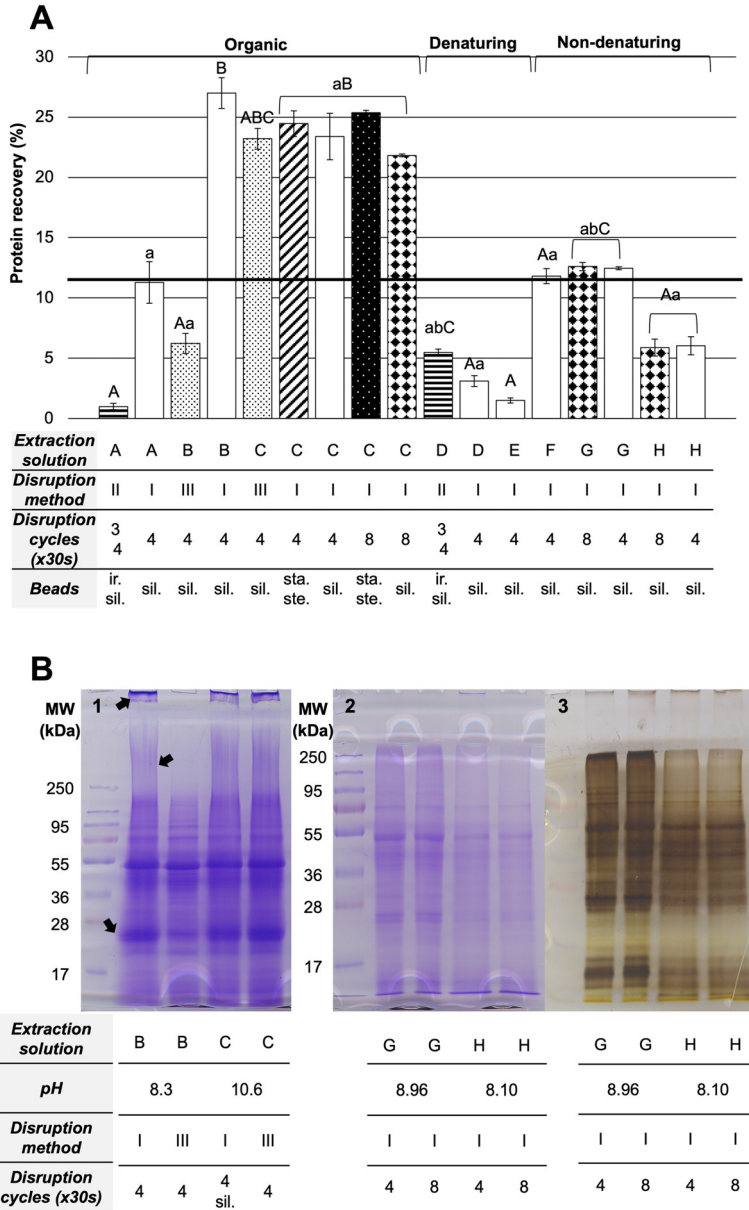 A
Organic Denaturing Non-denaturing
Protein recovery (%)
30
25
20
15
10
5
0
A
a
Aa
B
ABC
aB
abC
Aa
A
Aa
abC
Aa
Extraction solution A A B B C C C C C D D E F G G H H
Disruption method II I III I III I I I I II I I I I I I I
Disruption cycles (x30s) 3 4 4 4 4 4 4 4 8 8 3 4 4 4 4 8 4 8 4
Beads ir. sil. sil. sil. sil. sil. sta. ste. sil. sta. ste. sil. ir. sil. sil. sil. sil. sil. sil. sil. sil.
B
MW (kDa)
1
250
95
55
36
28
17
MW (kDa)
2
250
95
55
36
28
17
3
Extraction solution B B C C G G H H G G H H
pH 8.3 10.6 8.96 8.10 8.96 8.10
Disruption method I III I III I I I I I I I I
Disruption cycles (x30s) 4 4 4 sil. 4 4 8 4 8 4 8 4 8